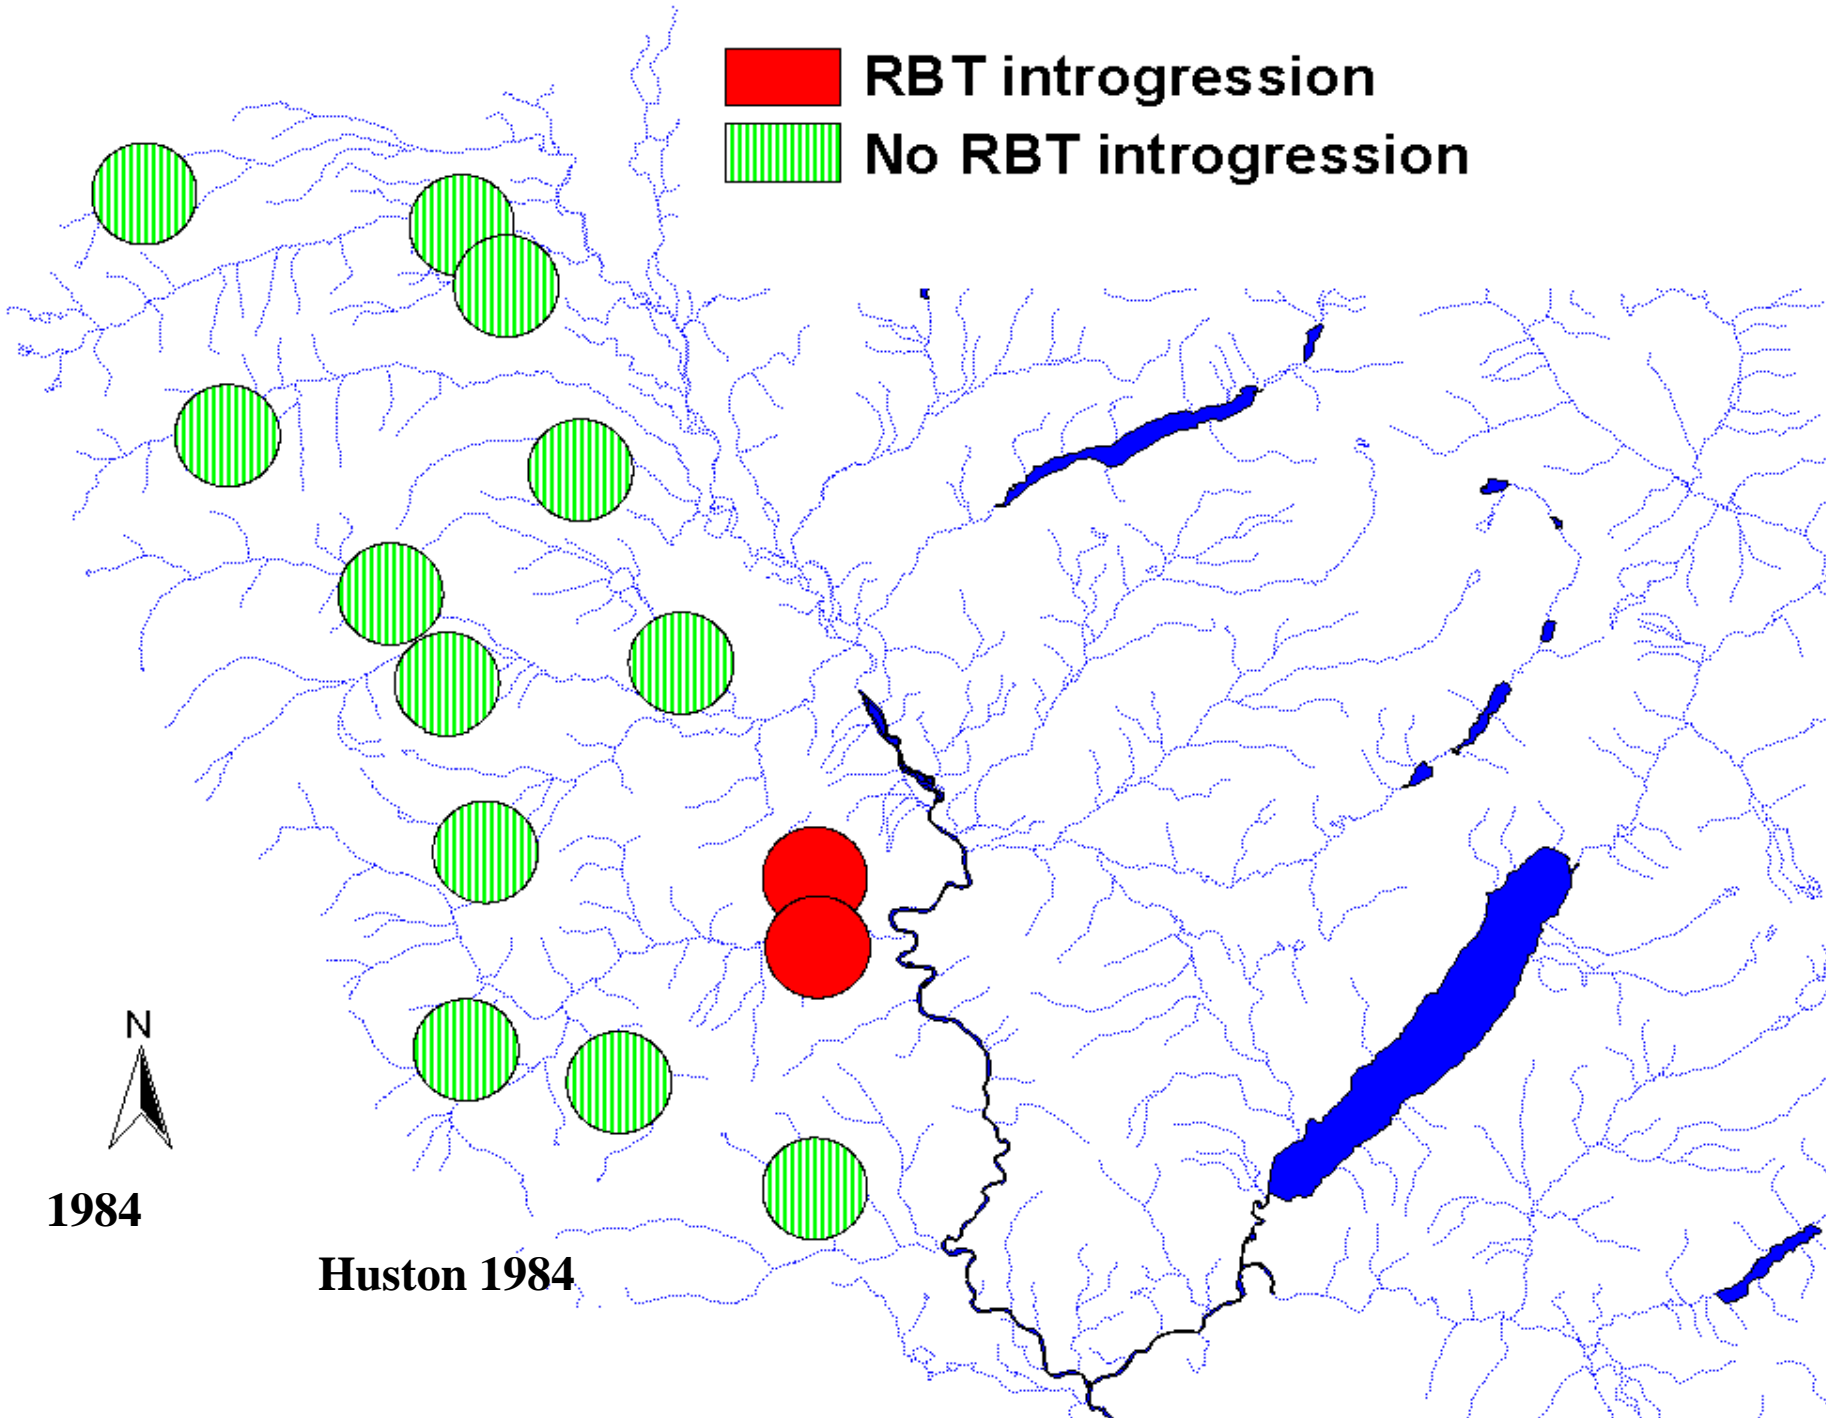 RBT introgression
No RBT introgression
N
1984
Huston 1984